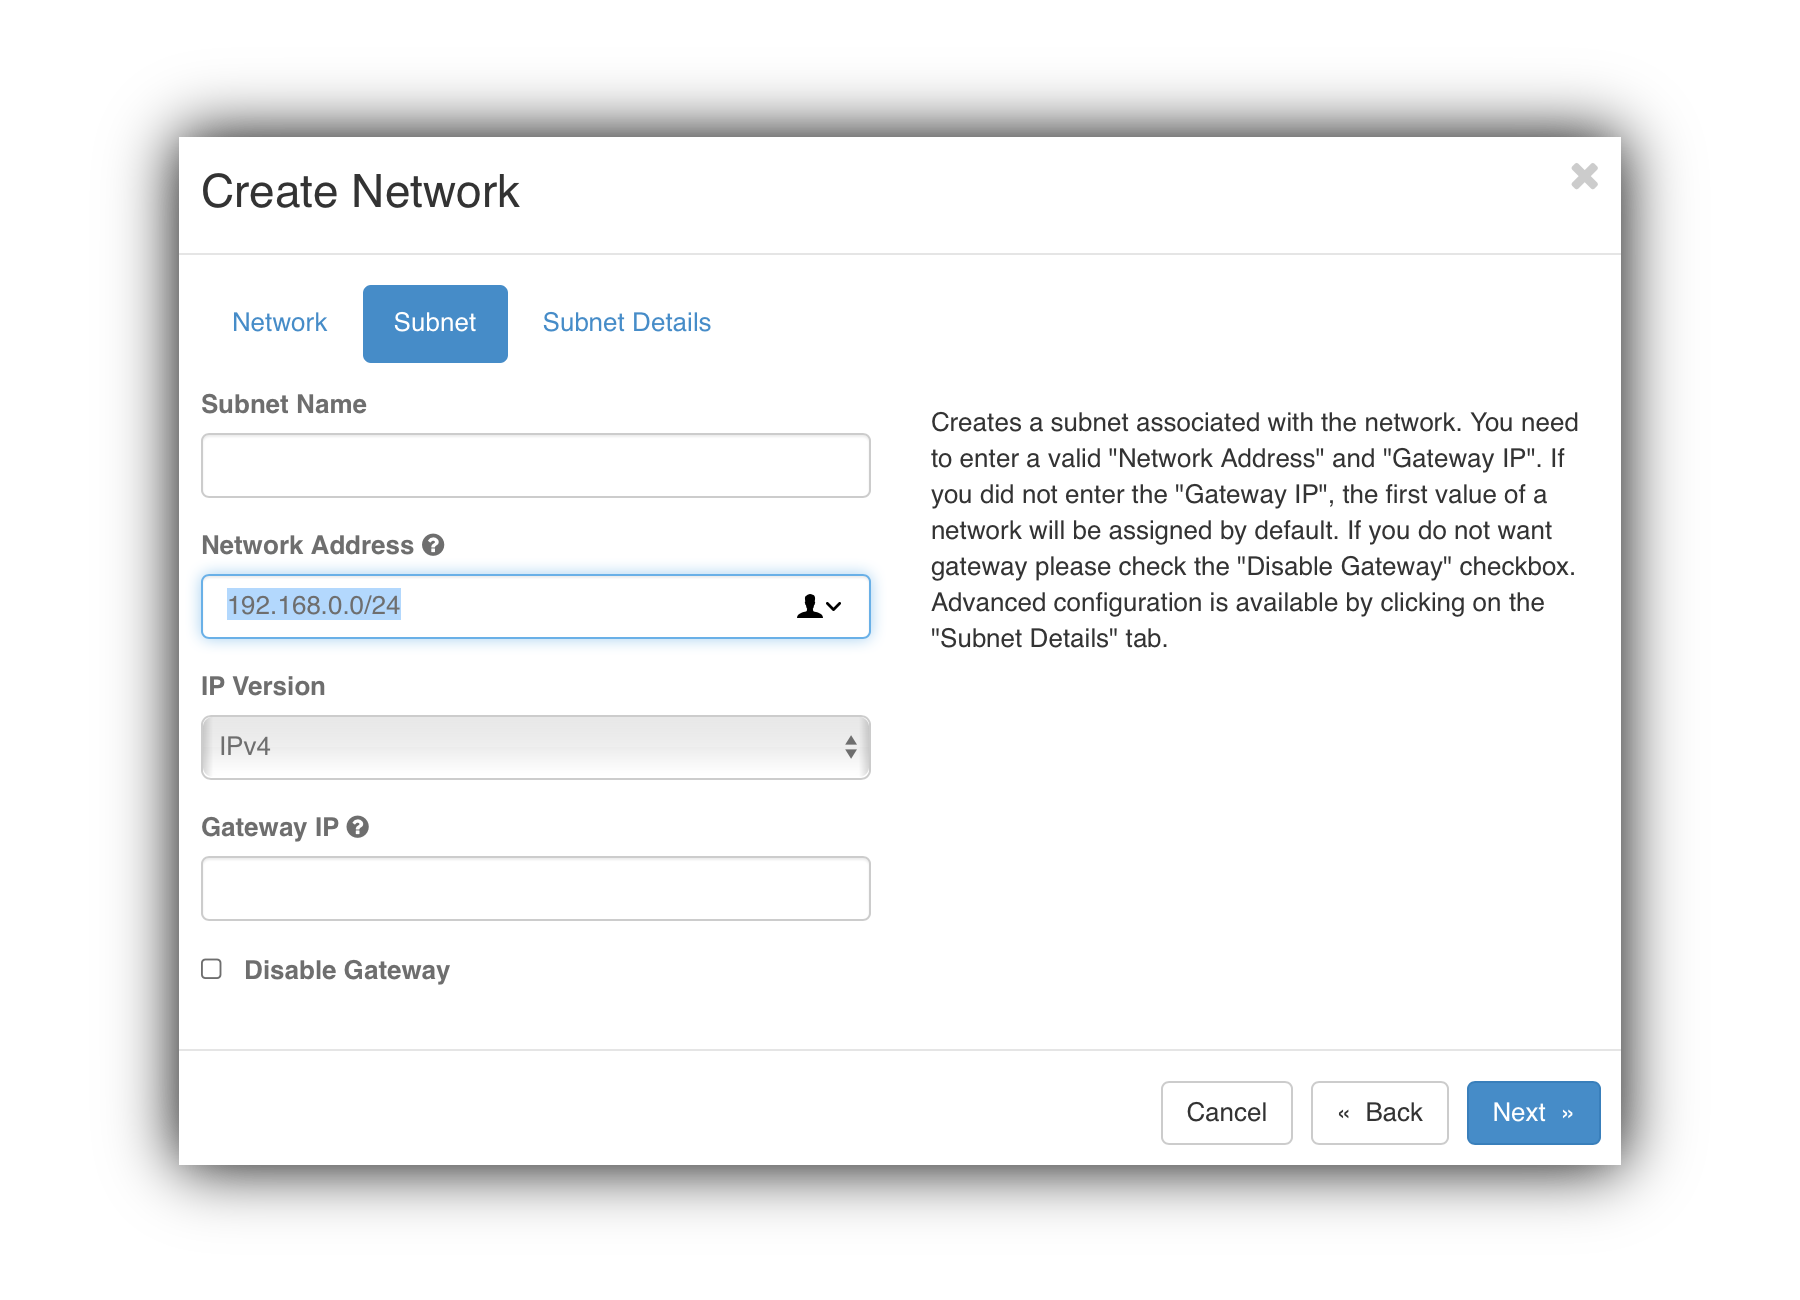 Create Network
Network
Subnet
Subnet Details
Subnet Name
Network Address
192.168.0.0/24
IP Version
IPv4
Gateway IP
Disable Gateway
Creates a subnet associated with the network. You need
to enter a valid "Network Address" and "Gateway IP". If
you did not enter the "Gateway IP", the first value of a
network will be assigned by default. If you do not want
gateway please check the "Disable Gateway" checkbox.
Advanced configuration is available by clicking on the
"Subnet Details" tab.
Cancel
« Back
Next »